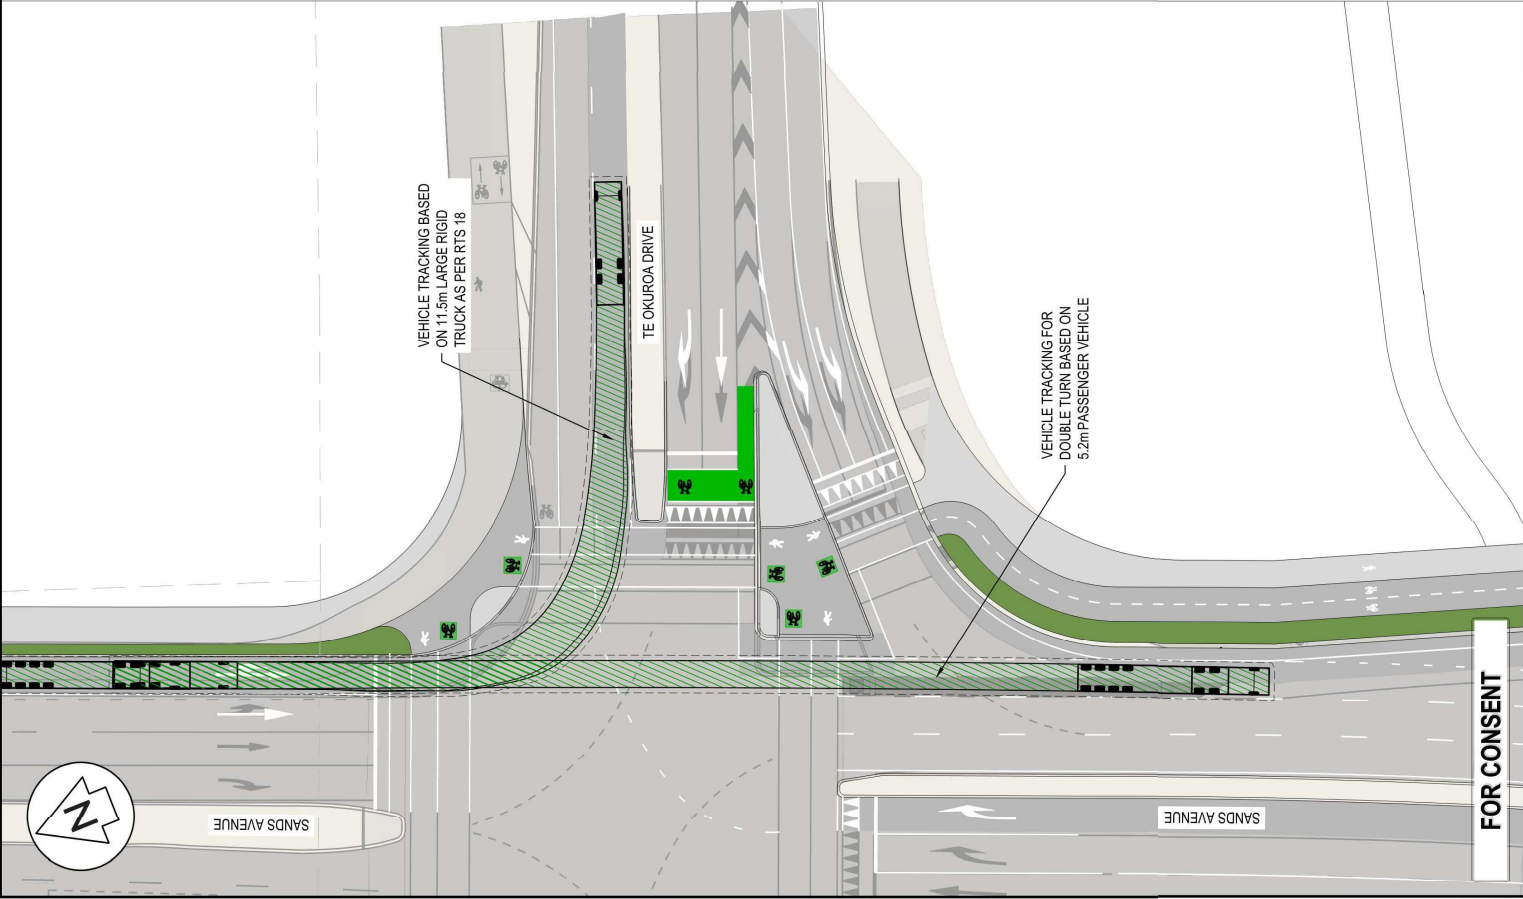 VEHICLE TRACKING BASED
ON 11.5m LARGE RIGID
TRUCK AS PER RTS 18
TE OKUROA DRIVE
VEHICLE TRACKING FOR
DOUBLE TURN BASED ON
5.2m PASSENGER VEHICLE
N
SANDS AVENUE
SANDS AVENUE
FOR CONSENT